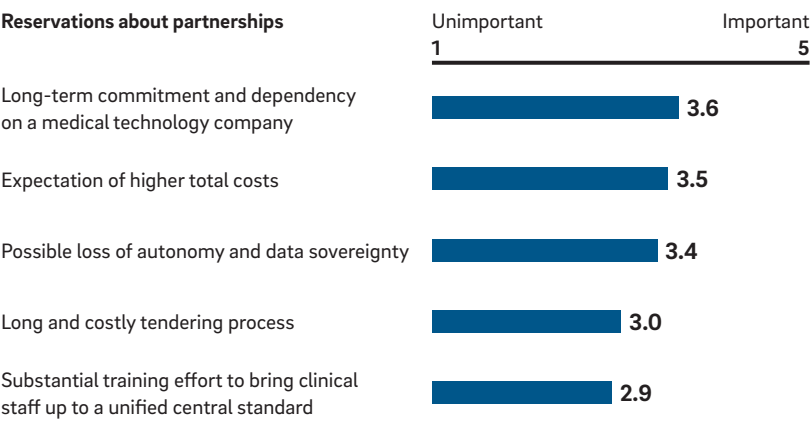 Reservations about partnerships
Unimportant
Important
1
5
Long-term commitment and dependency
on a medical technology company
3.6
Expectation of higher total costs
3.5
Possible loss of autonomy and data sovereignty
3.4
Long and costly tendering process
3.0
Substantial training effort to bring clinical
staff up to a unified central standard
2.9